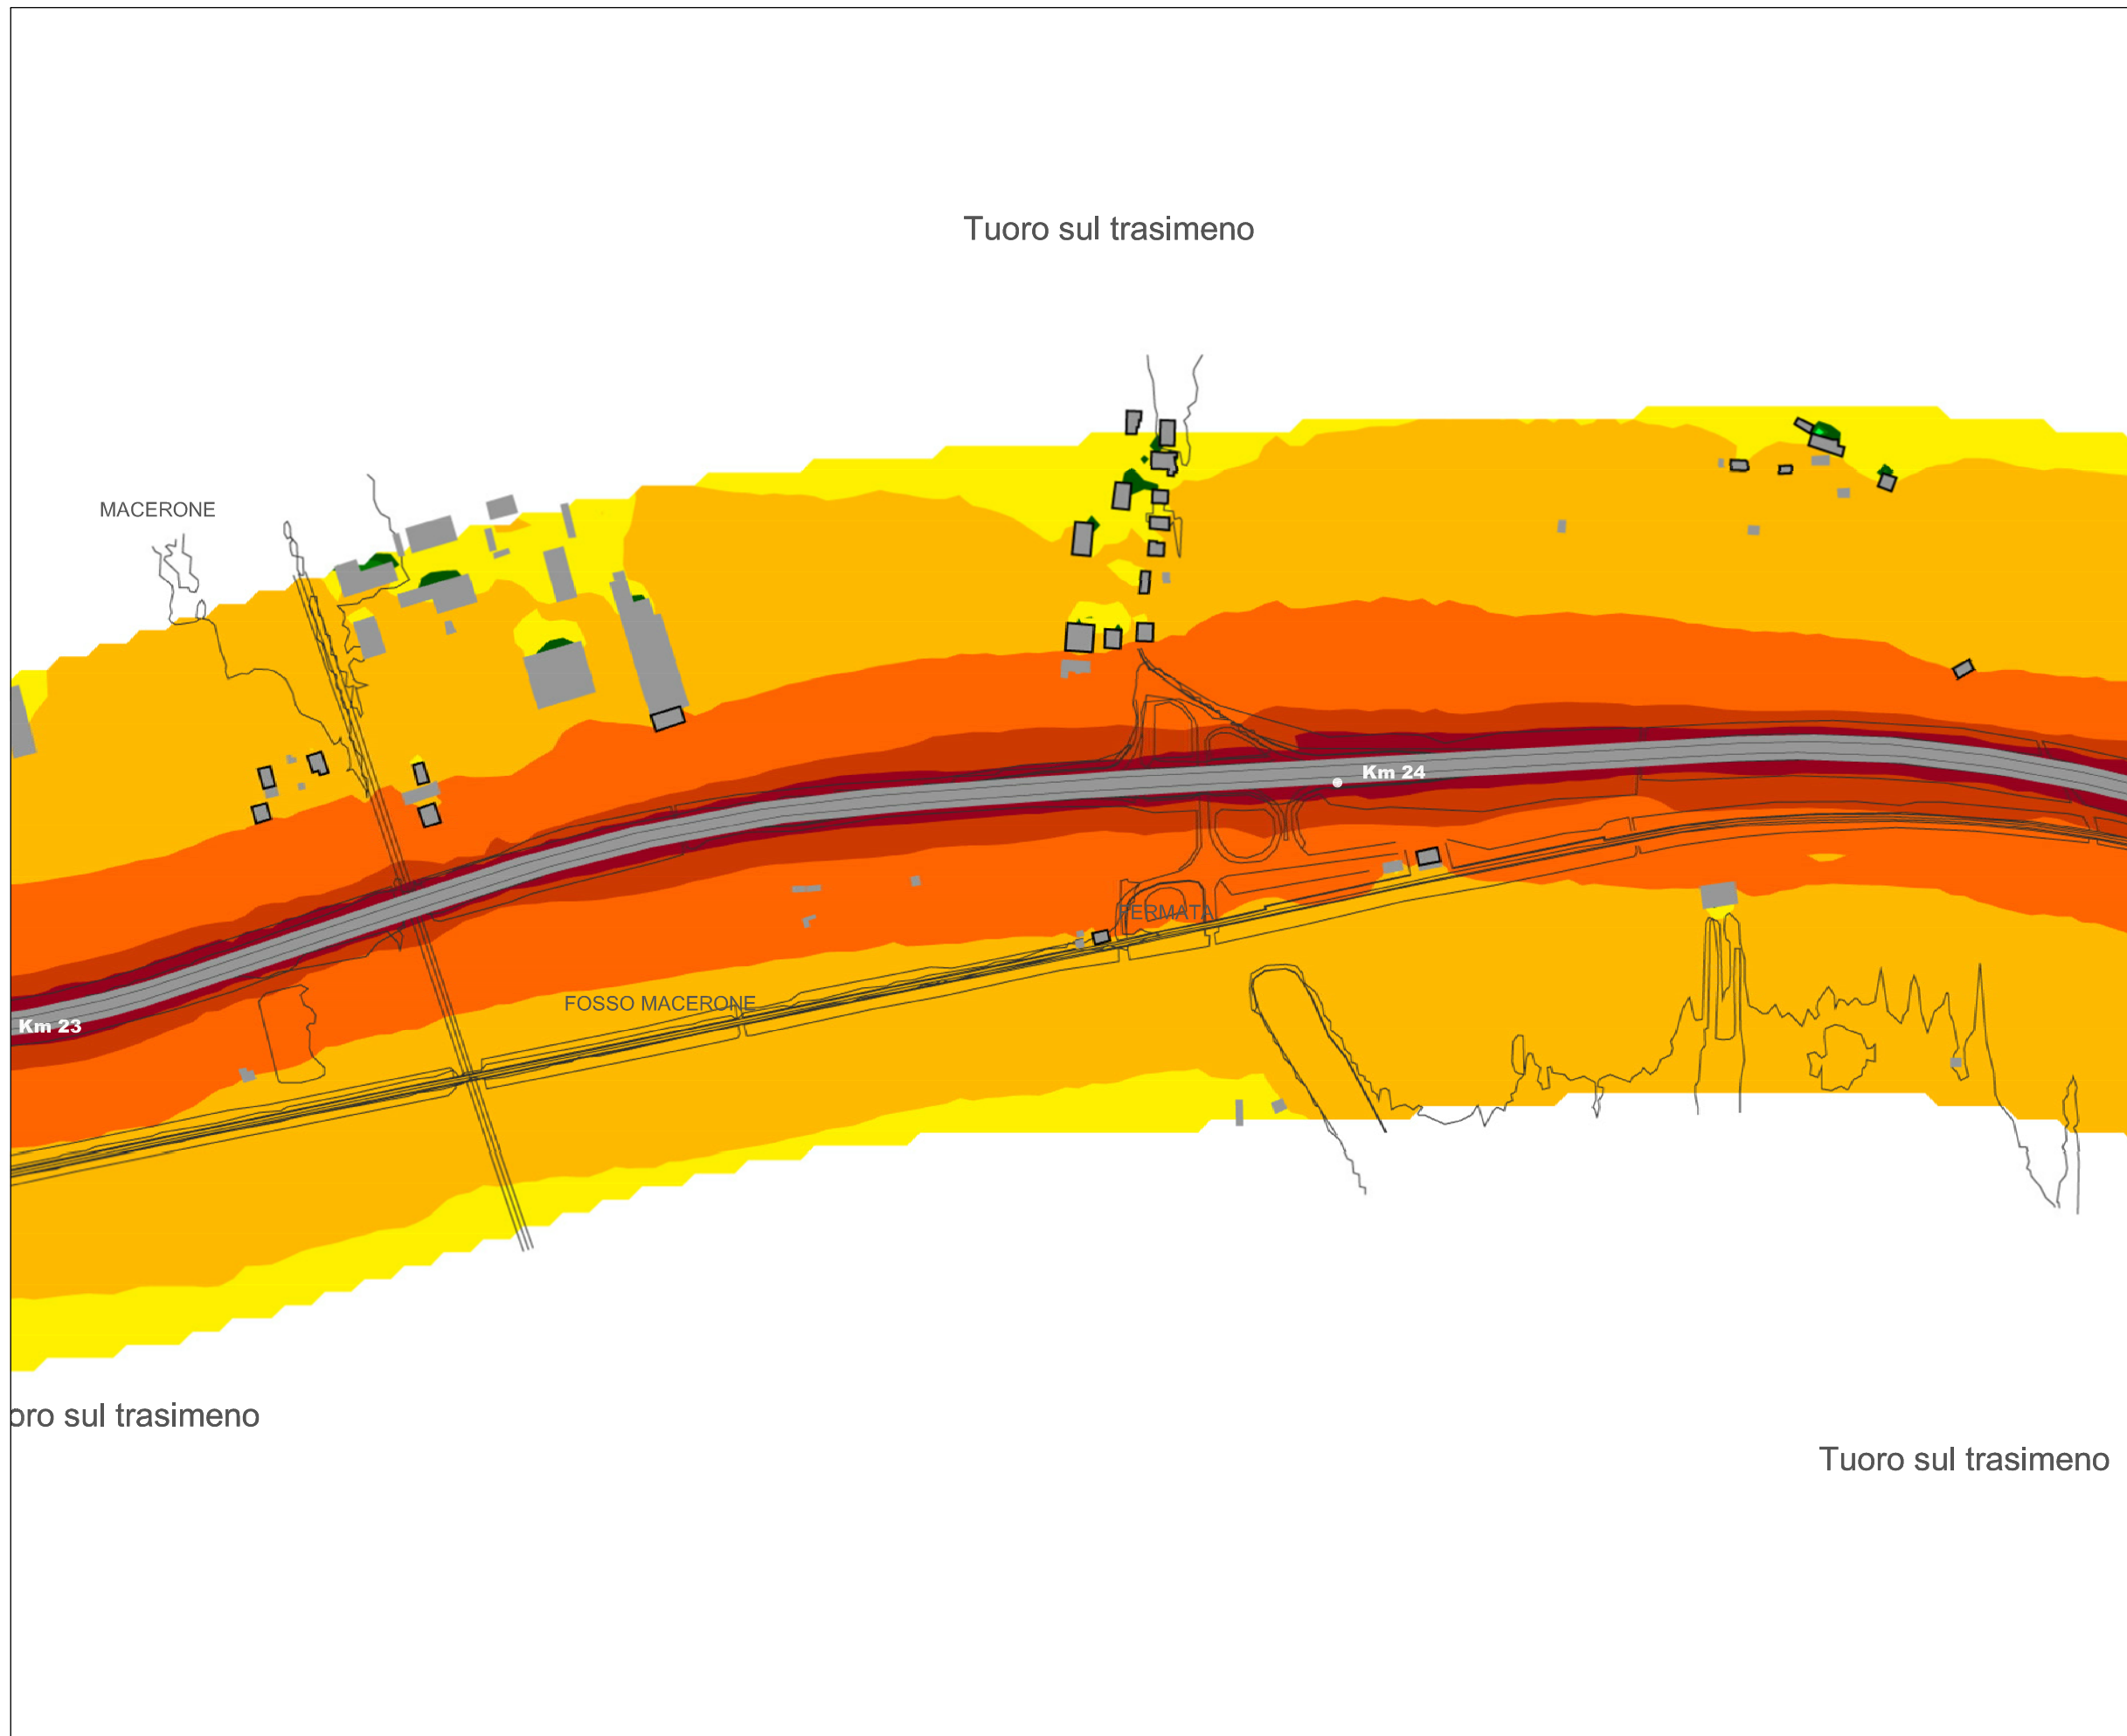 Tuoro sul trasimeno
MACERONE
Km 24
FERMATA
FOSSO MACERONE
Km 23
oro sul trasimeno
Tuoro sul trasimeno